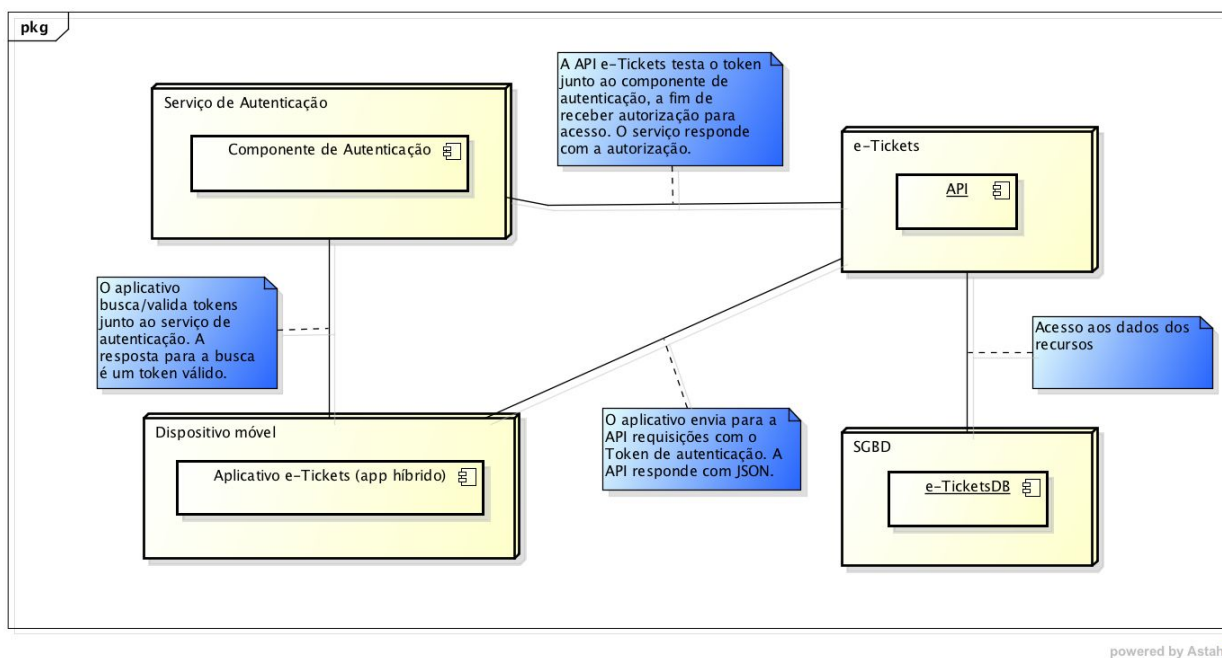 pkg
A API e-Tickets testa o token
junto ao componente de
autenticação, a fim de
receber autorização para
acesso. O serviço responde
com a autorização.
Serviço de Autenticação
Componente de Autenticação
e-Tickets
API
O aplicativo
busca/valida tokens
junto ao serviço de
autenticação. A
resposta para a busca
é um token válido.
Acesso aos dados dos
recursos
Dispositivo móvel
Aplicativo e-Tickets (app híbrido)
O aplicativo envia para a
API requisições com o
Token de autenticação. A
API responde com JSON.
SGBD
e-TicketsDB
powered by Astah